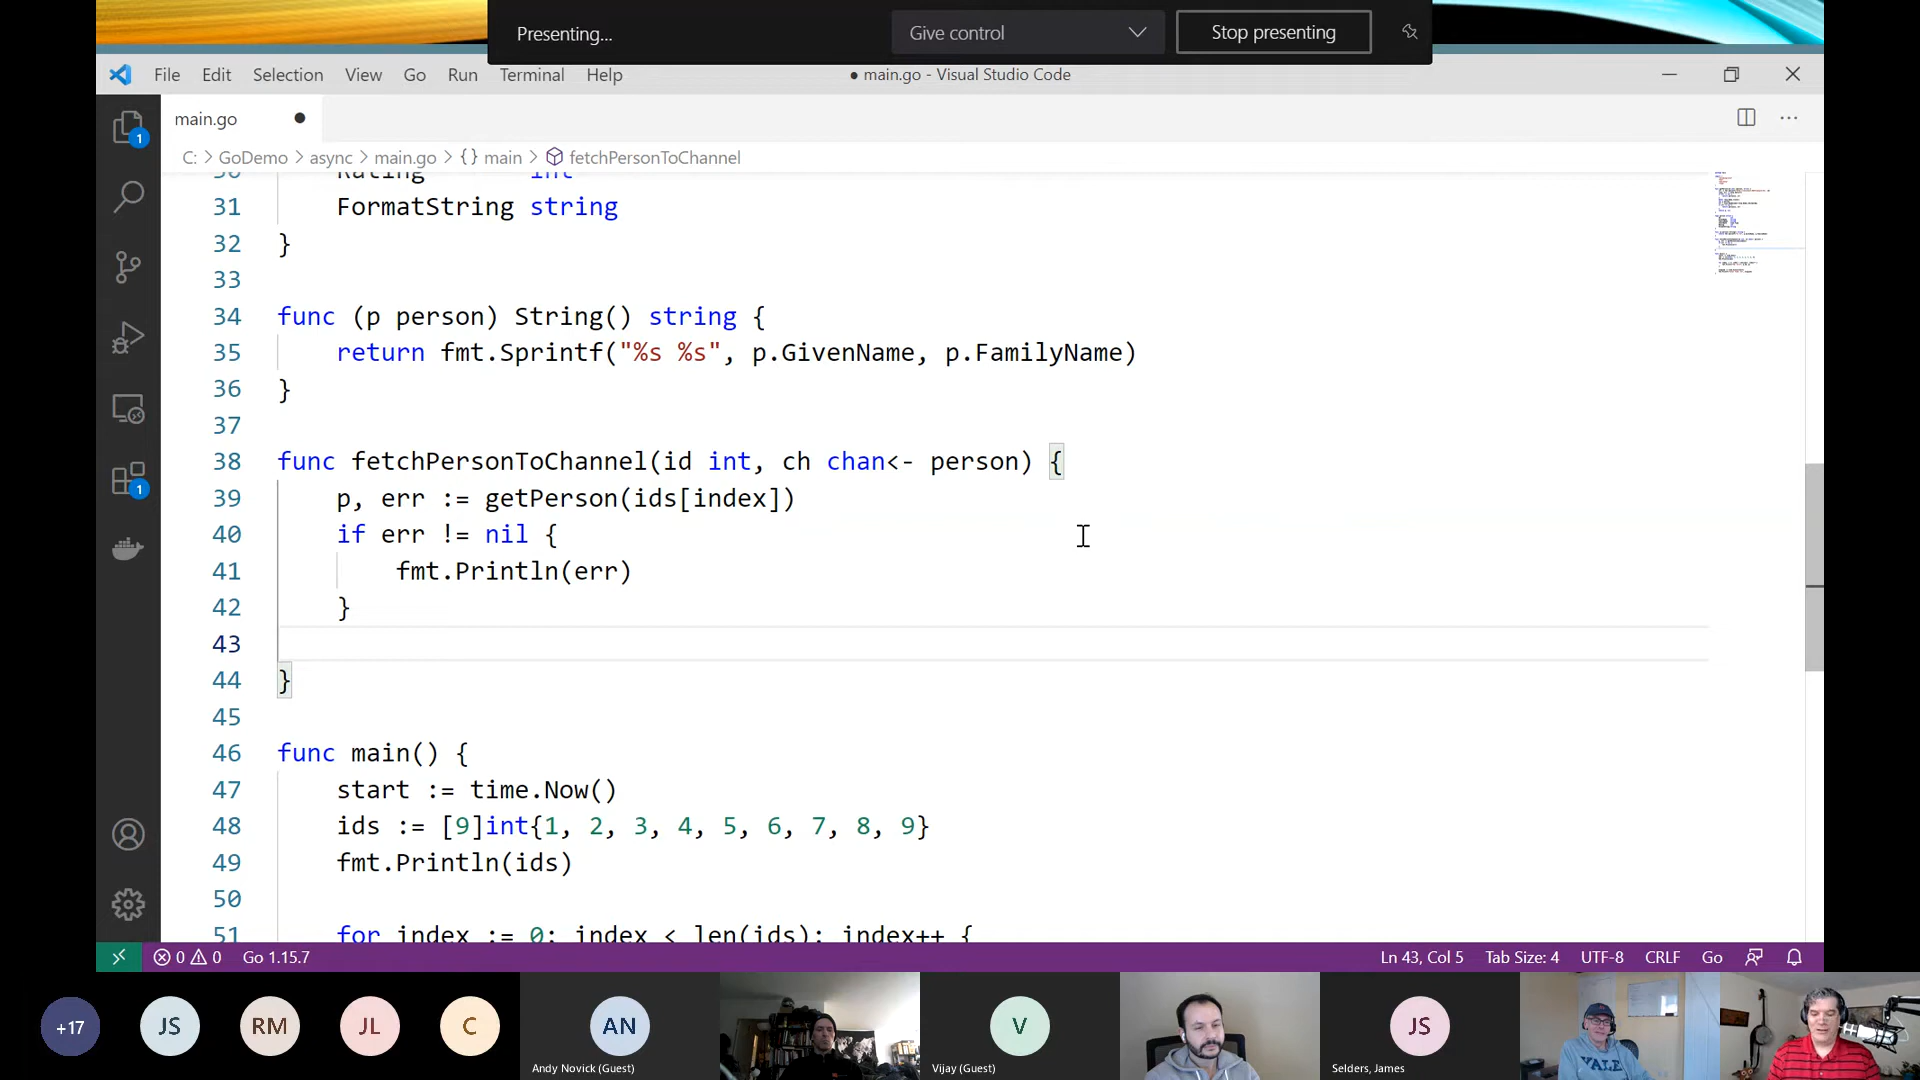 Presenting...
Give control
Stop presenting
File Edit Selection View Go Run Terminal Help
● main.go - Visual Studio Code
main.go ●
C: > GoDemo > async > main.go > {} main > fetchPersonToChannel
30 Rating int
31 FormatString string
32 }
33
34 func (p person) String() string {
35 return fmt.Sprintf("%s %s", p.GivenName, p.FamilyName)
36 }
37
38 func fetchPersonToChannel(id int, ch chan<- person) {
39 p, err := getPerson(ids[index])
40 if err != nil {
41 fmt.Println(err)
42 }
43
44 }
45
46 func main() {
47 start := time.Now()
48 ids := [9]int{1, 2, 3, 4, 5, 6, 7, 8, 9}
49 fmt.Println(ids)
50
51 for index := 0; index < len(ids); index++ {
1
1
0 0 Go 1.15.7 Ln 43, Col 5 Tab Size: 4 UTF-8 CRLF Go
+17 JS RM JL C AN V JS
Andy Novick (Guest) Vijay (Guest) Selders, James
YALE